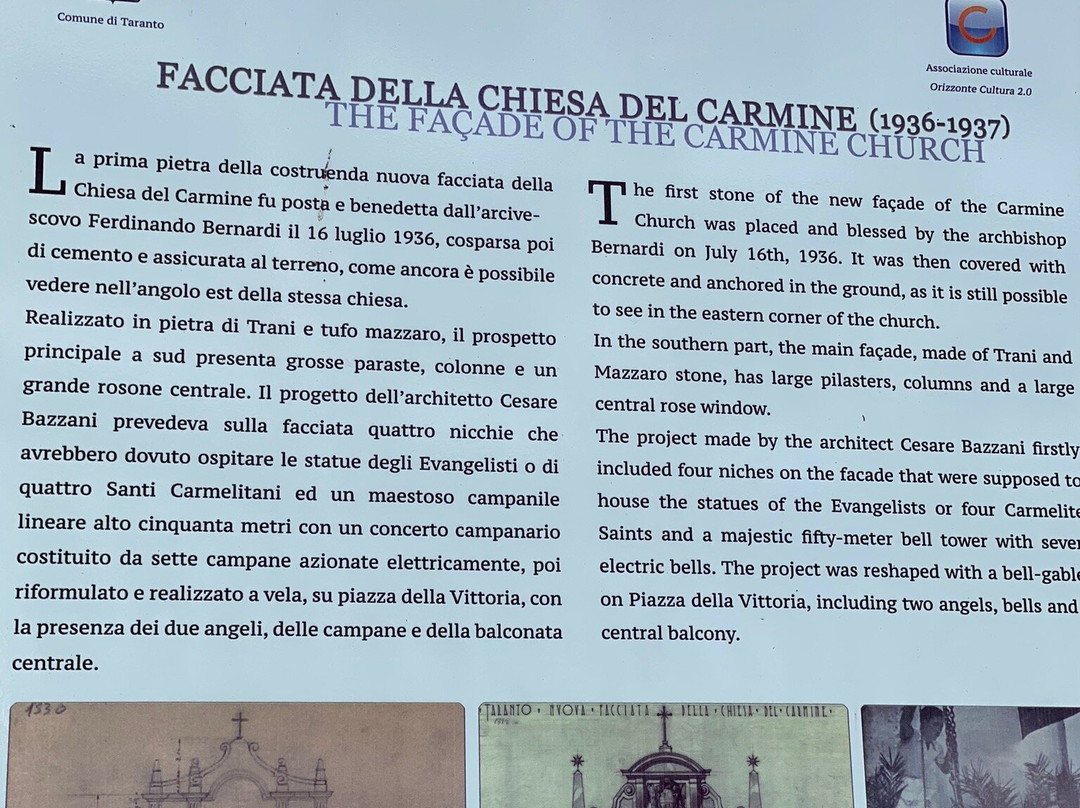 Comune di Taranto
Associazione culturale
Orizzonte Cultura 2.0
FACCIATA DELLA CHIESA DEL CARMINE (1936-1937)
THE FAÇADE OF THE CARMINE CHURCH
La prima pietra della costruenda nuova facciata della
Chiesa del Carmine fu posta e benedetta dall'arcive-
scovo Ferdinando Bernardi il 16 luglio 1936, cosparsa poi
di cemento e assicurata al terreno, come ancora è possibile
vedere nell'angolo est della stessa chiesa.
Realizzato in pietra di Trani e tufo mazzaro, il prospetto
principale a sud presenta grosse paraste, colonne e un
grande rosone centrale. Il progetto dell'architetto Cesare
Bazzani prevedeva sulla facciata quattro nicchie che
avrebbero dovuto ospitare le statue degli Evangelisti o di
quattro Santi Carmelitani ed un maestoso campanile
lineare alto cinquanta metri con un concerto campanario
costituito da sette campane azionate elettricamente, poi
riformulato e realizzato a vela, su piazza della Vittoria, con
la presenza dei due angeli, delle campane e della balconata
centrale.
The first stone of the new façade of the Carmine
Church was placed and blessed by the archbishop
Bernardi on July 16th, 1936. It was then covered with
concrete and anchored in the ground, as it is still possible
to see in the eastern corner of the church.
In the southern part, the main façade, made of Trani and
Mazzaro stone, has large pilasters, columns and a large
central rose window.
The project made by the architect Cesare Bazzani firstly
included four niches on the facade that were supposed to
house the statues of the Evangelists or four Carmelite
Saints and a majestic fifty-meter bell tower with seven
electric bells. The project was reshaped with a bell-gable
on Piazza della Vittoria, including two angels, bells and
central balcony.
1930
TARANTO • NVOVA • FACCIATA • DELLA • CHIESA • DEL • CARMINE •